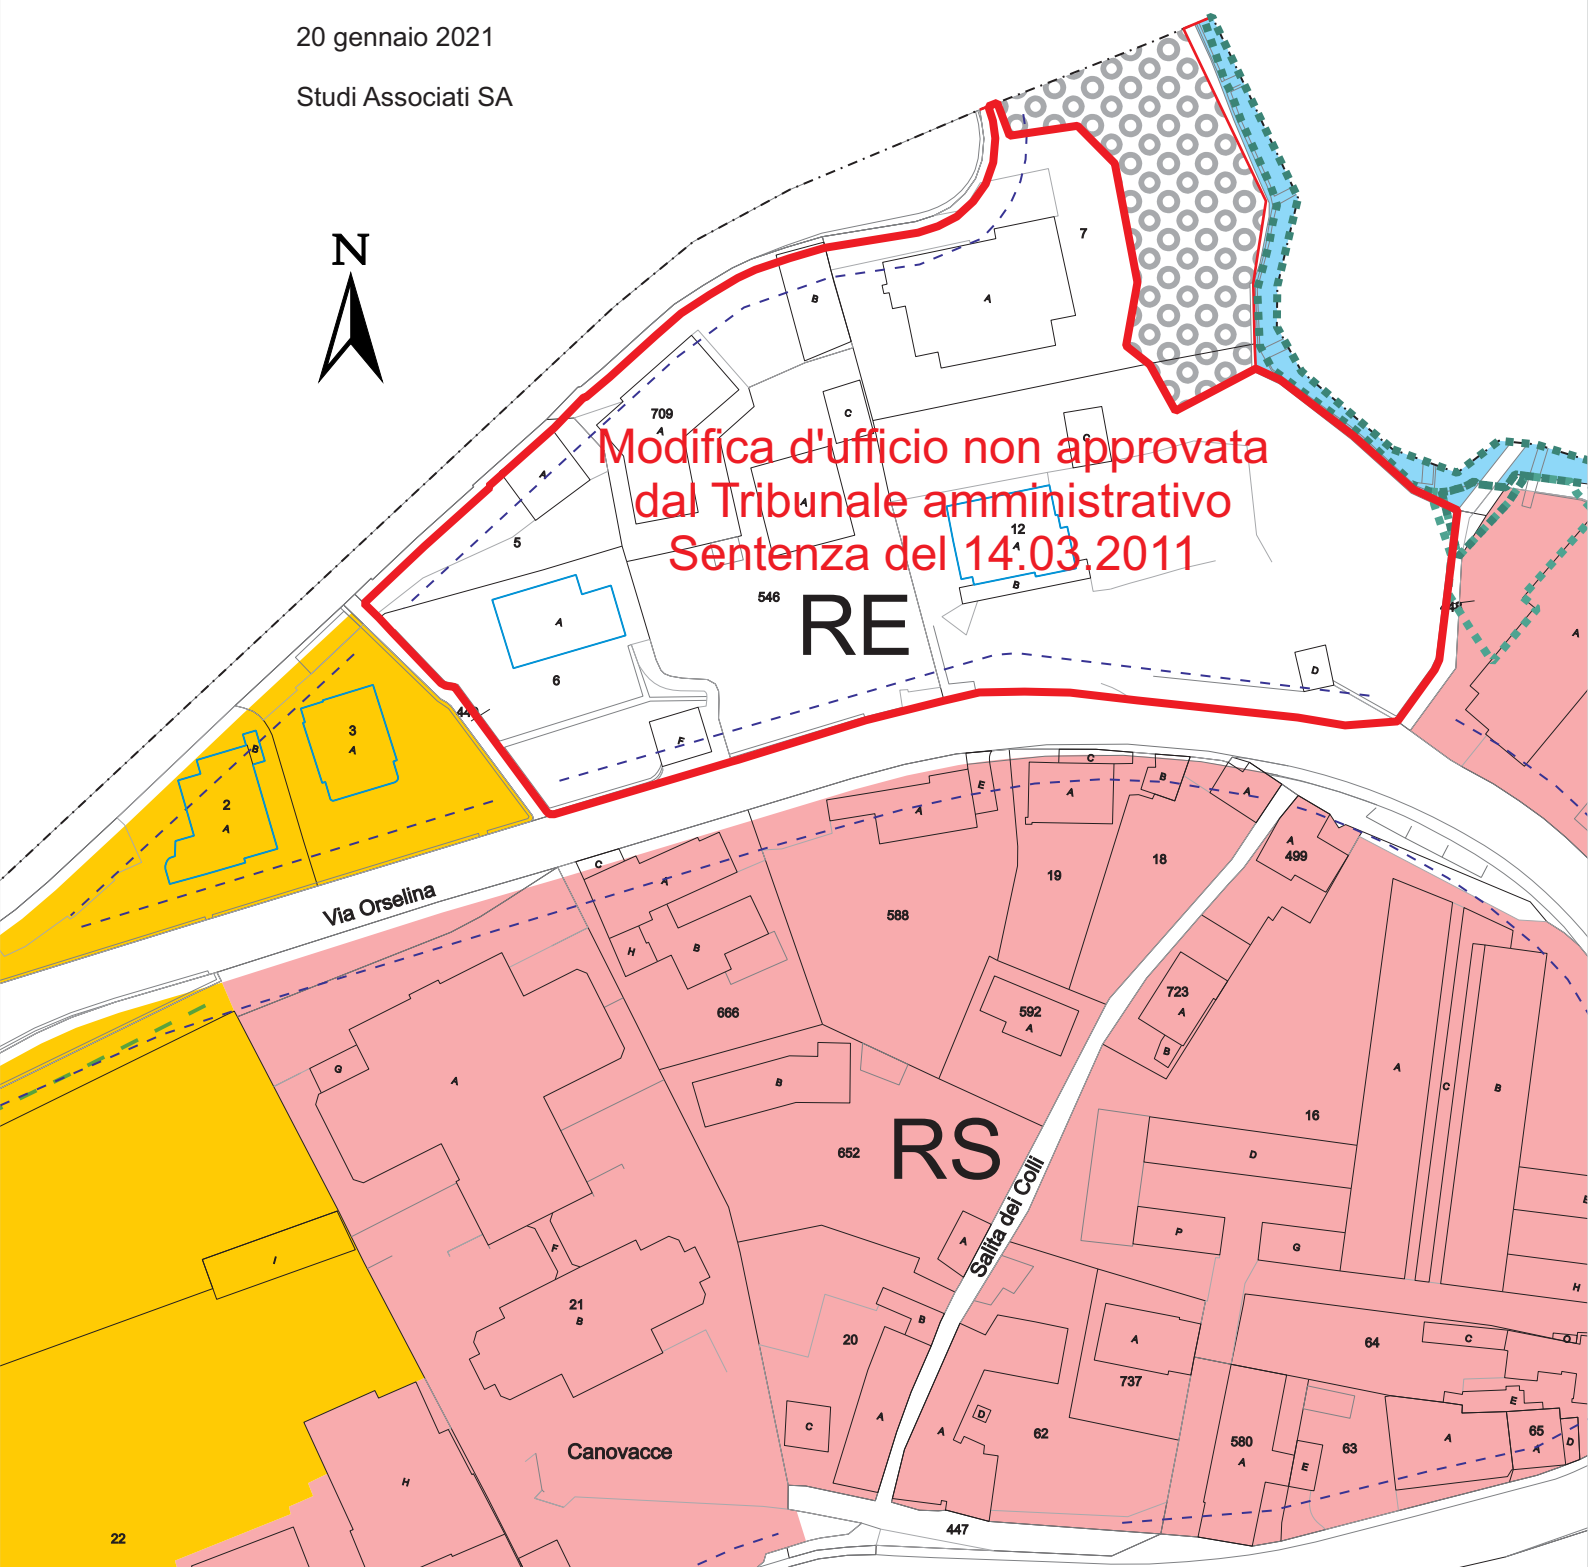 20 gennaio 2021
Studi Associati SA
N
7
B
A
709
A
C
C
A
A
Modifica d'ufficio non approvata
dal Tribunale amministrativo
Sentenza del 14.03.2011
5
12
A
B
546
RE
A
A
6
D
F
3
A
B
2
A
C
B
E
A
A
A
A
499
Via Orselina
C
A
18
19
588
H
B
723
A
B
666
592
A
G
A
B
A
C
B
16
652
RS
D
Salita dei Colli
P
G
A
F
E
H
I
21
B
B
20
A
64
C
O
737
E
C
A
D
A
62
580
A
E
63
A
65
A
D
Canovacce
H
22
447